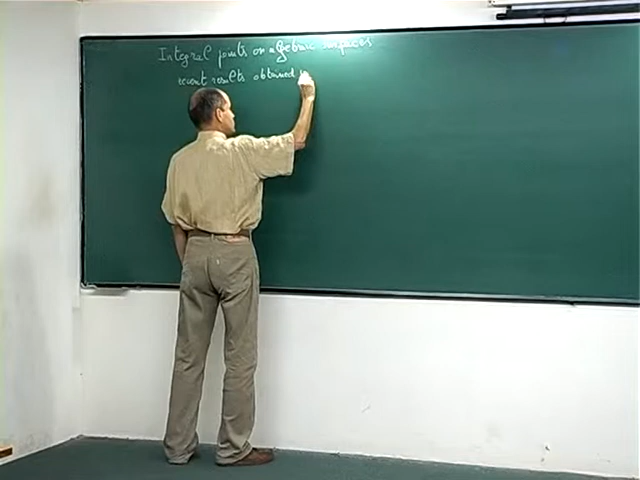 Integral points on algebraic surfaces
recent results obtained